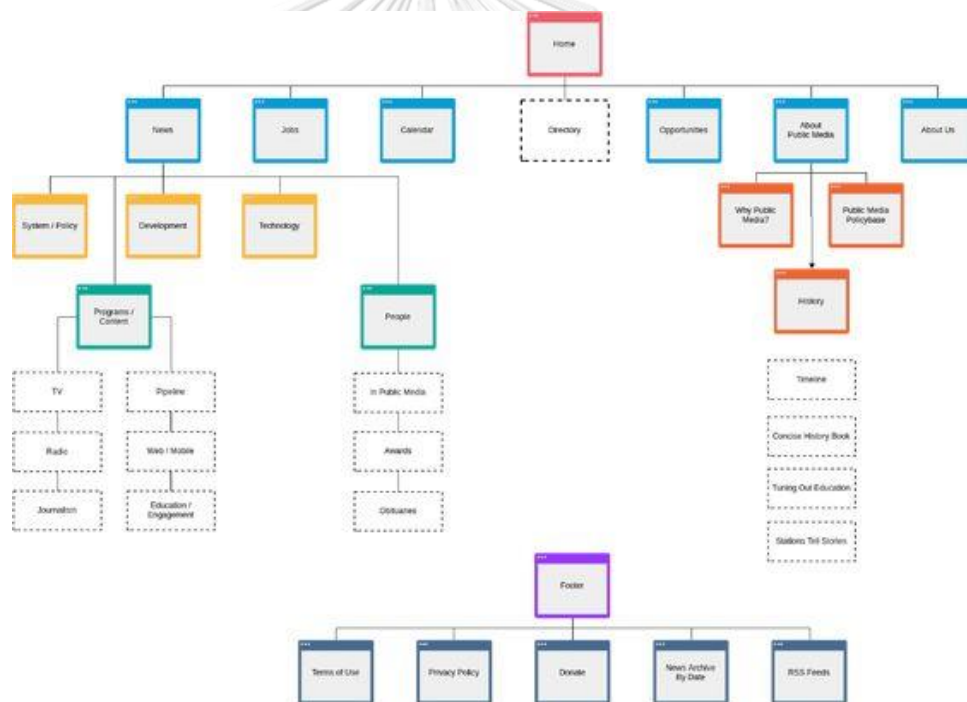 Home
News
Jobs
Calendar
Directory
Opportunities
About
Public Media
About Us
System / Policy
Development
Technology
Why Public
Media?
Public Media
Policybase
Programs /
Content
People
History
TV
Pipeline
In Public Media
Timeline
Radio
Web / Mobile
Awards
Concise History Book
Journalism
Education /
Engagement
Obituaries
Tuning Out Education
Stations Tell Stories
Footer
Terms of Use
Privacy Policy
Donate
News Archive
By Date
RSS Feeds